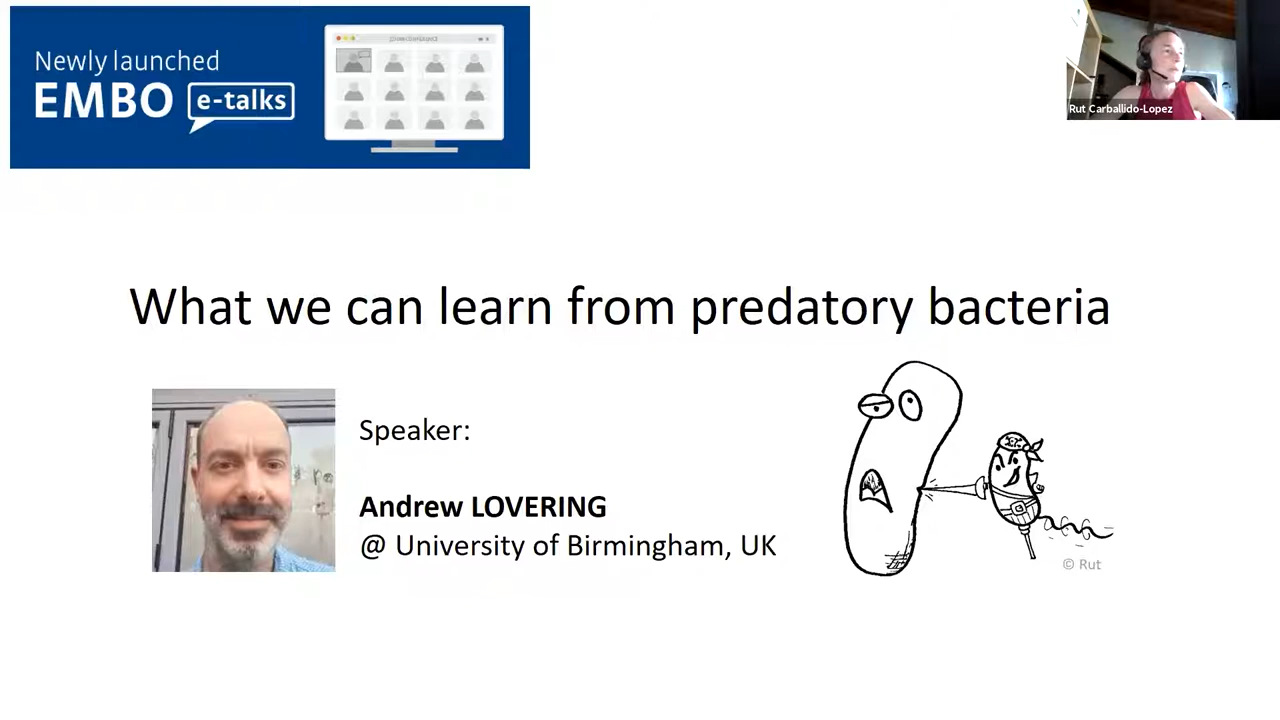 Newly launched
EMBO e-talks
Rut Carballido-Lopez
What we can learn from predatory bacteria
Speaker:
Andrew LOVERING
@ University of Birmingham, UK
© Rut